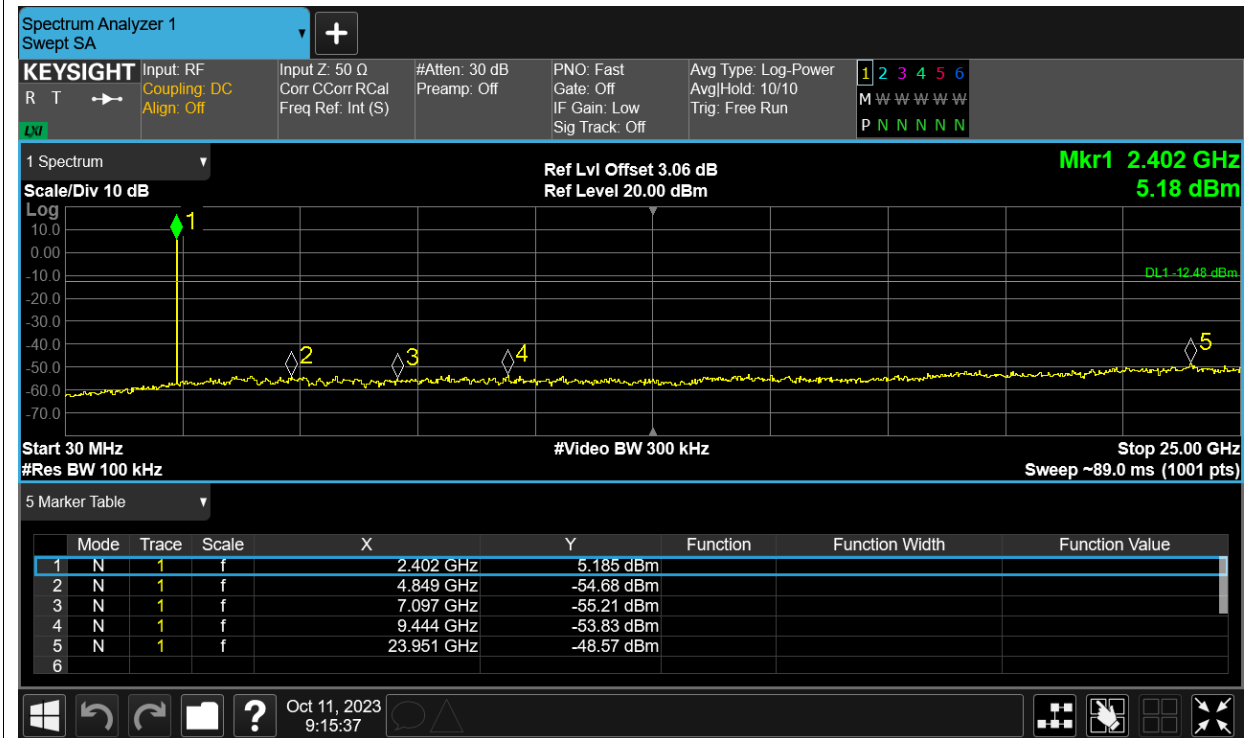 Spectrum Analyzer 1
Swept SA
+
KEYSIGHT Input: RF Input Z: 50 Ω #Atten: 30 dB PNO: Fast Avg Type: Log-Power 1 2 3 4 5 6
R T Coupling: DC Corr CCorr RCal Preamp: Off Gate: Off Avg|Hold: 10/10 M W W W W W W
Align: Off Freq Ref: Int (S) IF Gain: Low Trig: Free Run
LXI Sig Track: Off P N N N N N
1 Spectrum Ref Lvl Offset 3.06 dB Mkr1 2.402 GHz
Scale/Div 10 dB Ref Level 20.00 dBm 5.18 dBm
Log
1
10.0
0.00
-10.0 DL1 -12.48 dBm
-20.0
-30.0
-40.0
2 3 4 5
-50.0
-60.0
-70.0
Start 30 MHz #Video BW 300 kHz Stop 25.00 GHz
#Res BW 100 kHz Sweep ~89.0 ms (1001 pts)
5 Marker Table
Mode Trace Scale X Y Function Function Width Function Value
1 N 1 f 2.402 GHz 5.185 dBm
2 N 1 f 4.849 GHz -54.68 dBm
3 N 1 f 7.097 GHz -55.21 dBm
4 N 1 f 9.444 GHz -53.83 dBm
5 N 1 f 23.951 GHz -48.57 dBm
6
? Oct 11, 2023
9:15:37